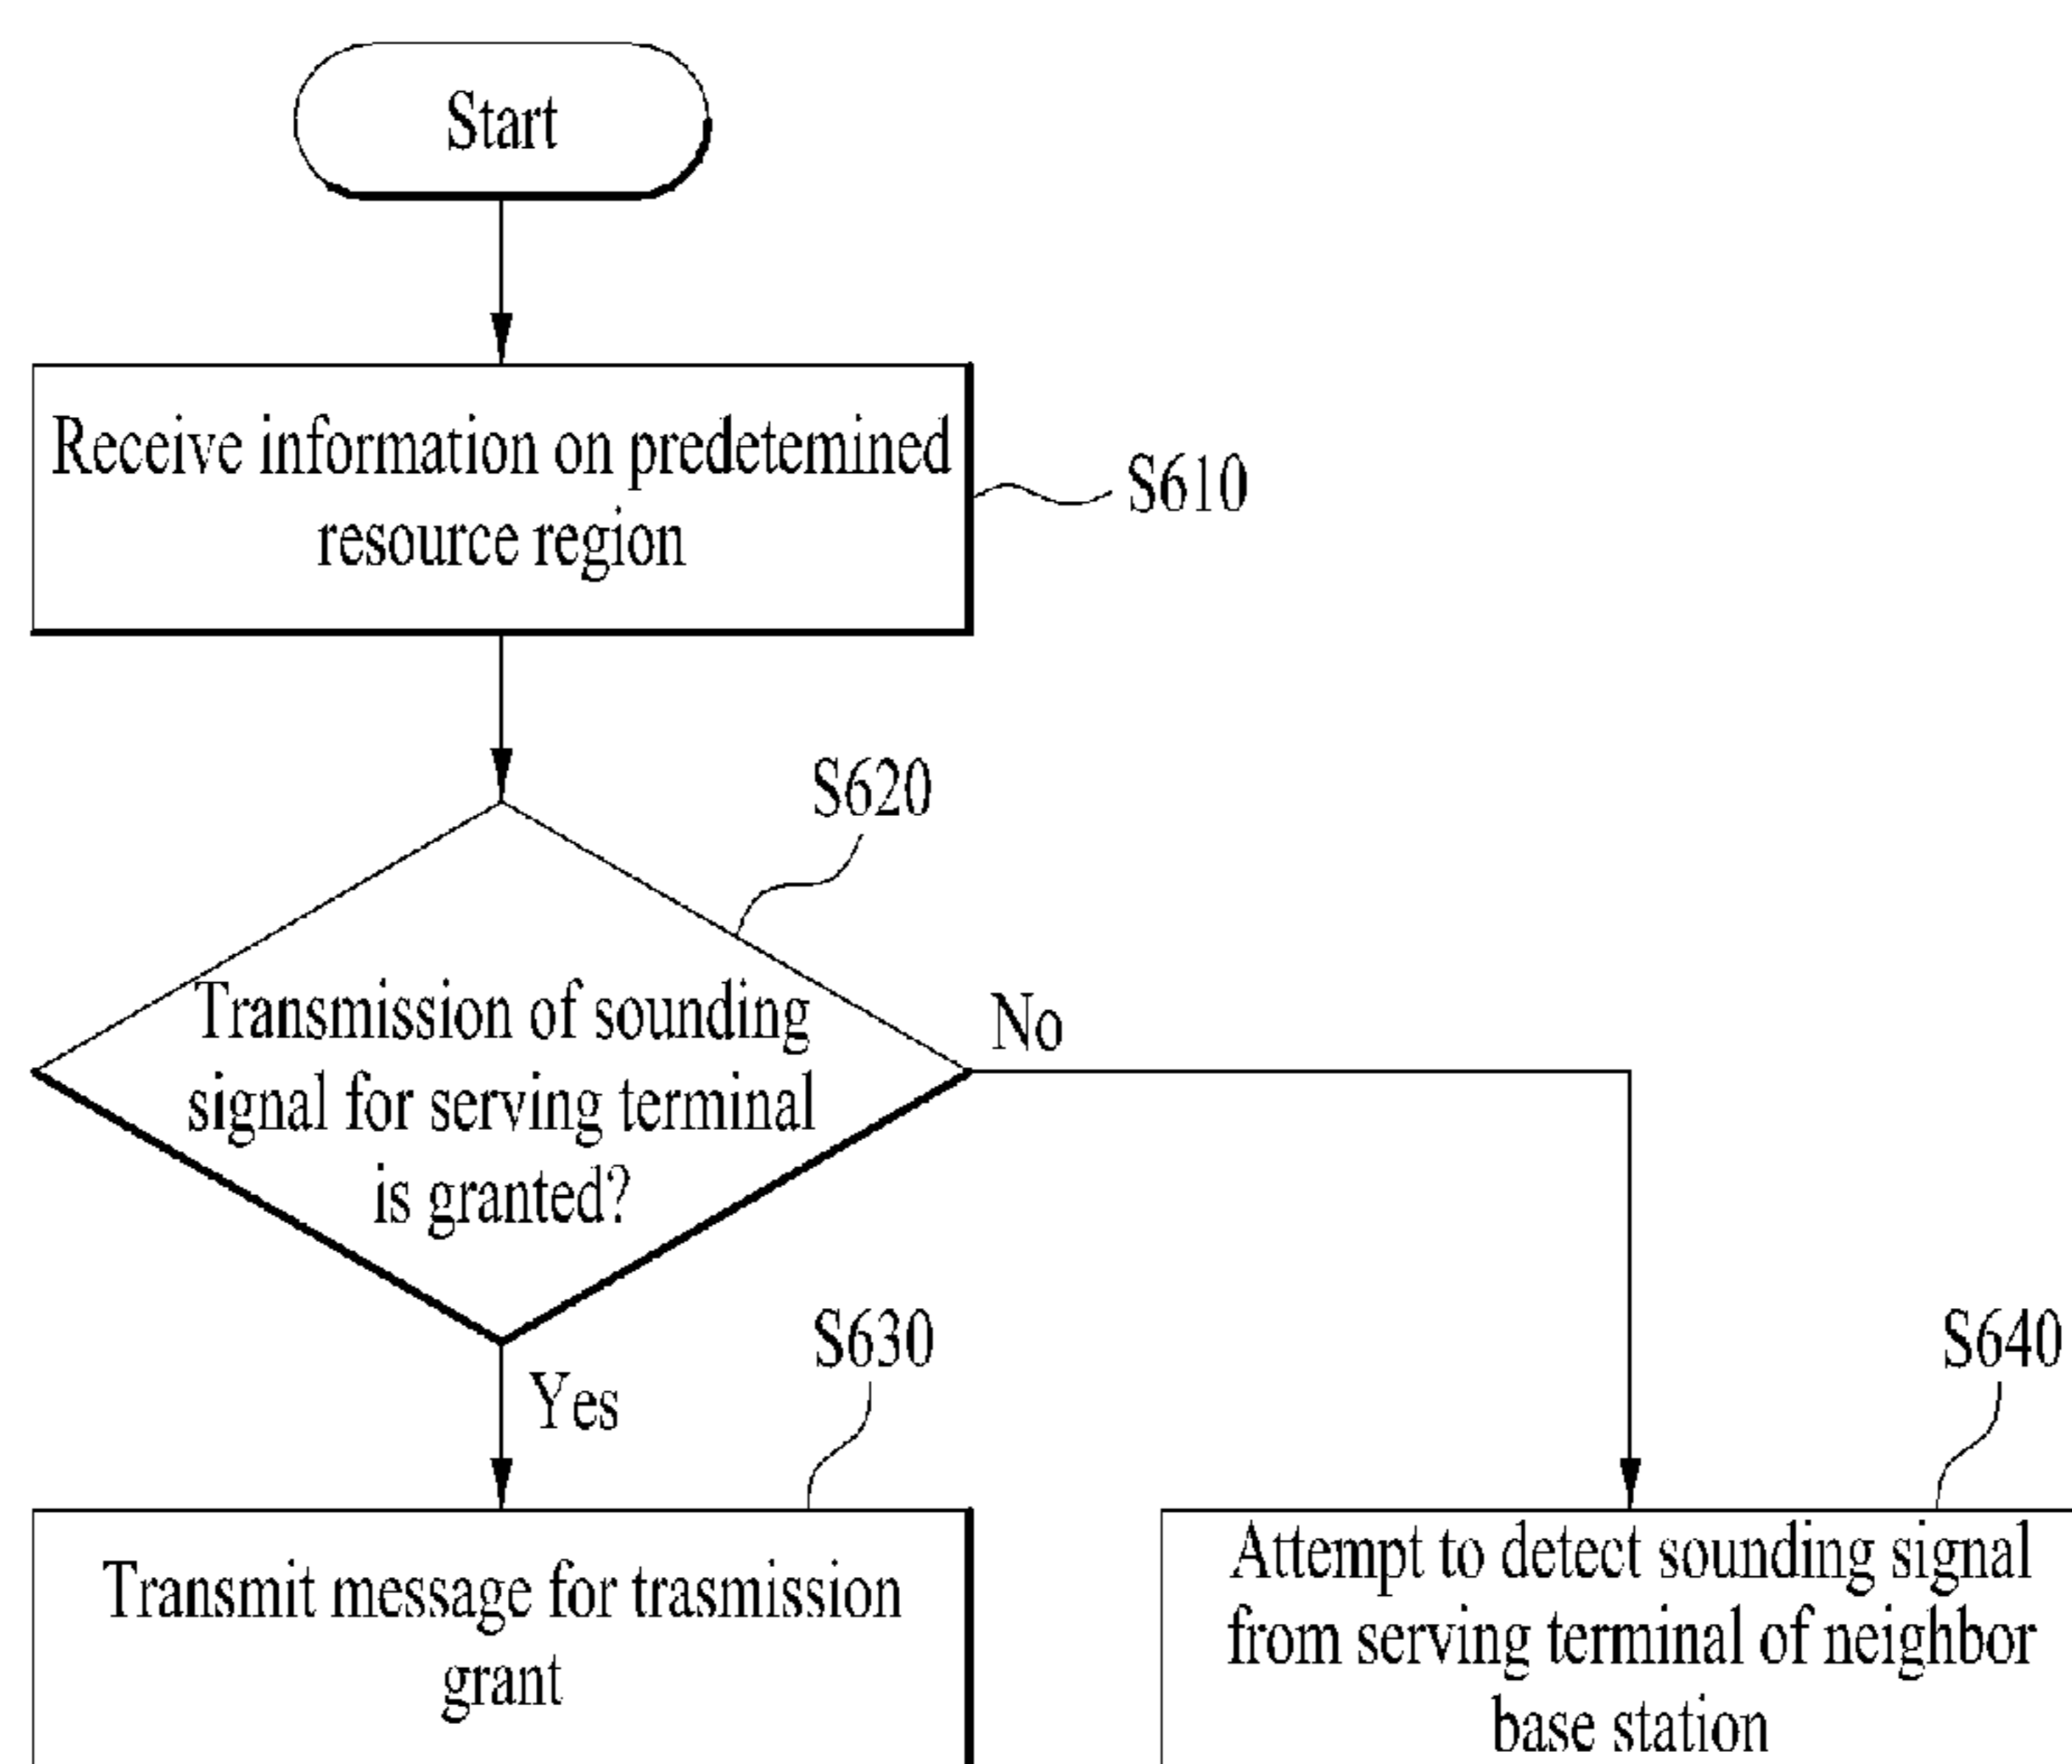 Start
Receive information on predetemined
resource region
S610
S620
Transmission of sounding
signal for serving terminal
is granted?
No
Yes
S630
S640
Transmit message for trasmission
grant
Attempt to detect sounding signal
from serving terminal of neighbor
base station